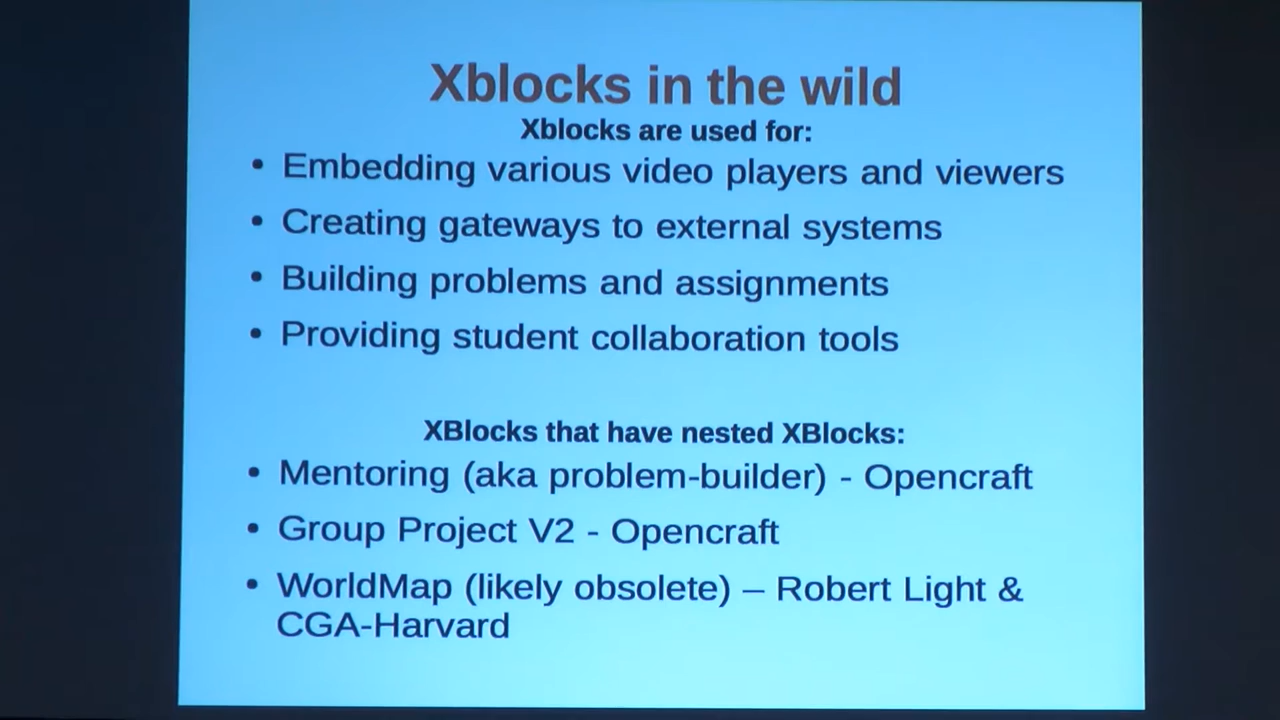 Xblocks in the wild
Xblocks are used for:
• Embedding various video players and viewers
• Creating gateways to external systems
• Building problems and assignments
• Providing student collaboration tools
XBlocks that have nested XBlocks:
• Mentoring (aka problem-builder) - Opencraft
• Group Project V2 - Opencraft
• WorldMap (likely obsolete) – Robert Light &
CGA-Harvard